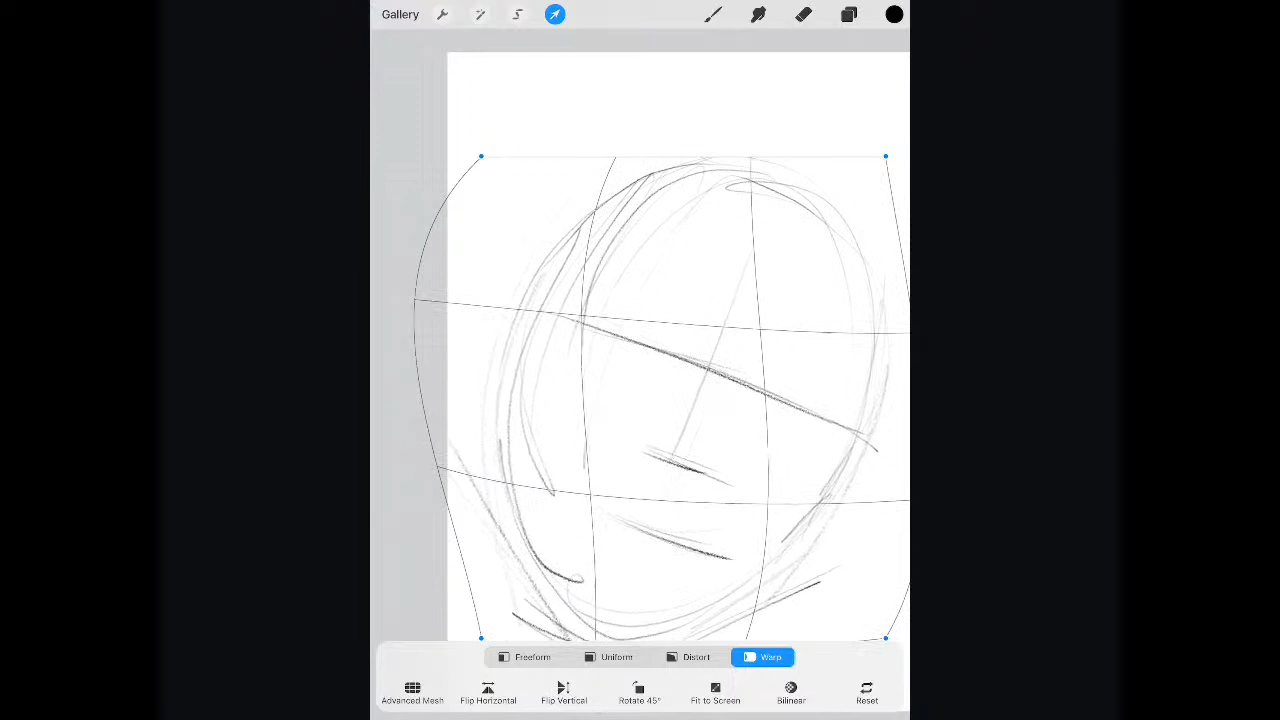 Gallery
Freeform Uniform Distort Warp
Advanced Mesh Flip Horizontal Flip Vertical Rotate 45° Fit to Screen Bilinear Reset